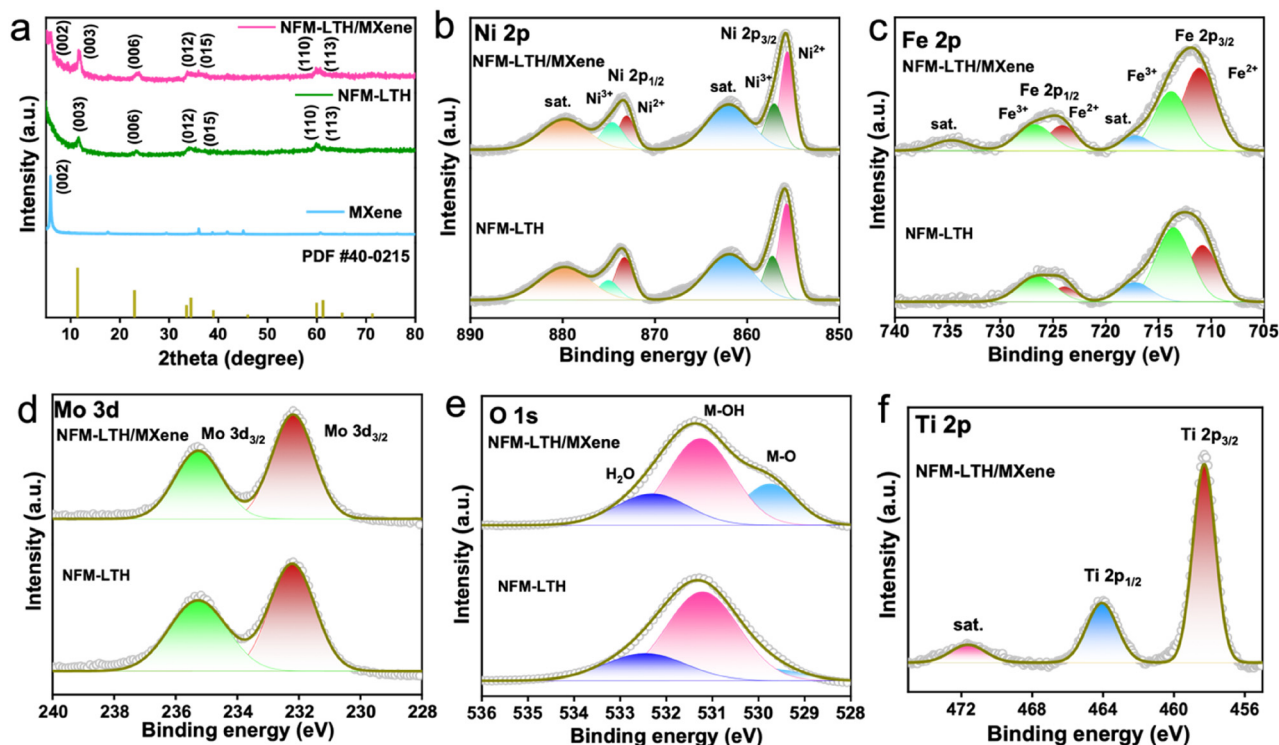 a
NFM-LTH/MXene
(002)
(003)
(006)
(012)
(015)
(110)
(113)
NFM-LTH
(003)
(006)
(012)
(015)
(110)
(113)
MXene
(002)
PDF #40-0215
Intensity (a.u.)
10 20 30 40 50 60 70 80
2theta (degree)
b
Ni 2p
NFM-LTH/MXene
Ni 2p3/2
Ni2+
Ni3+
sat.
Ni 2p1/2
Ni3+
Ni2+
sat.
NFM-LTH
Intensity (a.u.)
890 880 870 860 850
Binding energy (eV)
c
Fe 2p
NFM-LTH/MXene
Fe 2p3/2
Fe3+
Fe2+
Fe 2p1/2
Fe3+
Fe2+
sat.
sat.
NFM-LTH
Intensity (a.u.)
740 735 730 725 720 715 710 705
Binding energy (eV)
d
Mo 3d
NFM-LTH/MXene
Mo 3d3/2
Mo 3d3/2
NFM-LTH
Intensity (a.u.)
240 238 236 234 232 230 228
Binding energy (eV)
e
O 1s
NFM-LTH/MXene
M-OH
M-O
H2O
NFM-LTH
Intensity (a.u.)
536 535 534 533 532 531 530 529 528
Binding energy (eV)
f
Ti 2p
NFM-LTH/MXene
Ti 2p3/2
Ti 2p1/2
sat.
Intensity (a.u.)
472 468 464 460 456
Binding energy (eV)